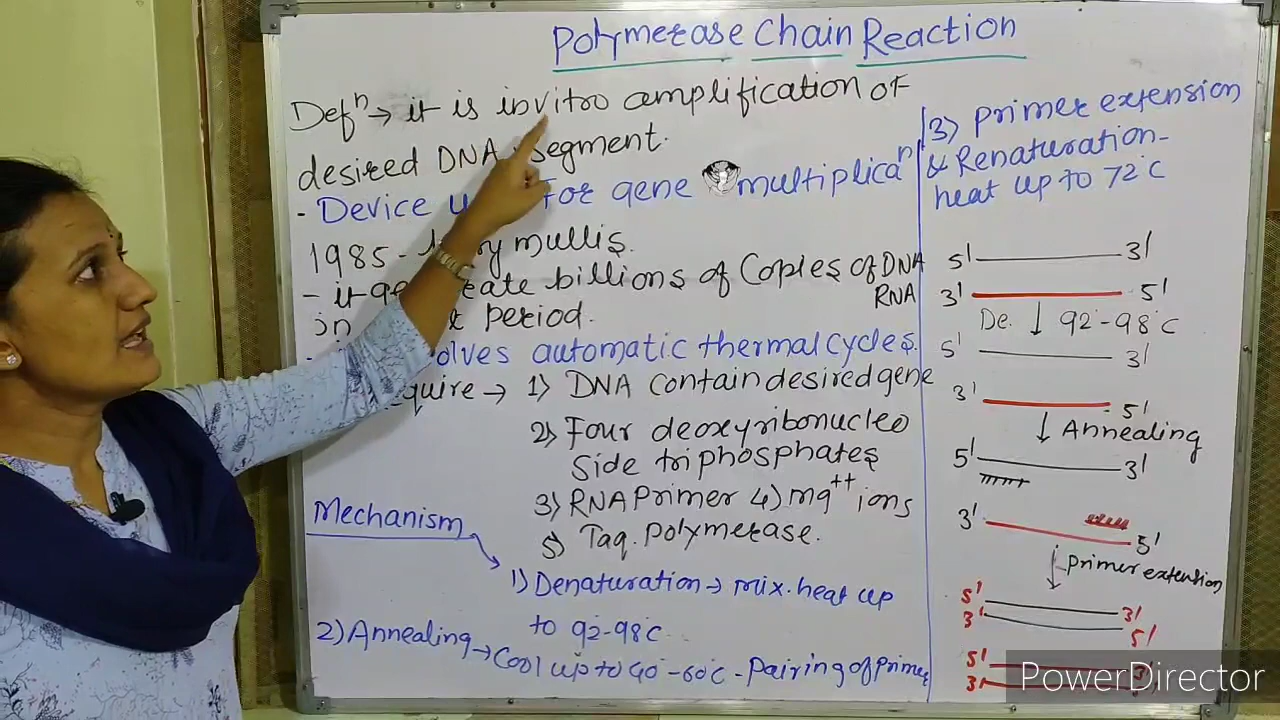 Polymerase Chain Reaction
Defⁿ → it is invitro amplification of
desired DNA segment.
- Device for gene multiplicaⁿ
1985 - mullis.
- it billions of Copies of DNA
RNA
in period.
automatic thermal cycles.
→ 1) DNA contain desired gene
2) Four deoxyribonucleo
side triphosphates
3) RNA Primer 4) mg⁺⁺ ions
5) Taq. polymerase.
Mechanism
1) Denaturation → mix. heat up
to 92-98°C
2) Annealing → Cool up to 40-60°C - pairing of primer
3) primer extension
& Renaturation-
heat up to 72°C
5' 3'
3' 5'
De. ↓ 92-98°C
5' 3'
3' 5'
↓ Annealing
5' 3'
3' 5'
↓ primer extension
5' 3'
3' 5'
5' 3'
3'
PowerDirector